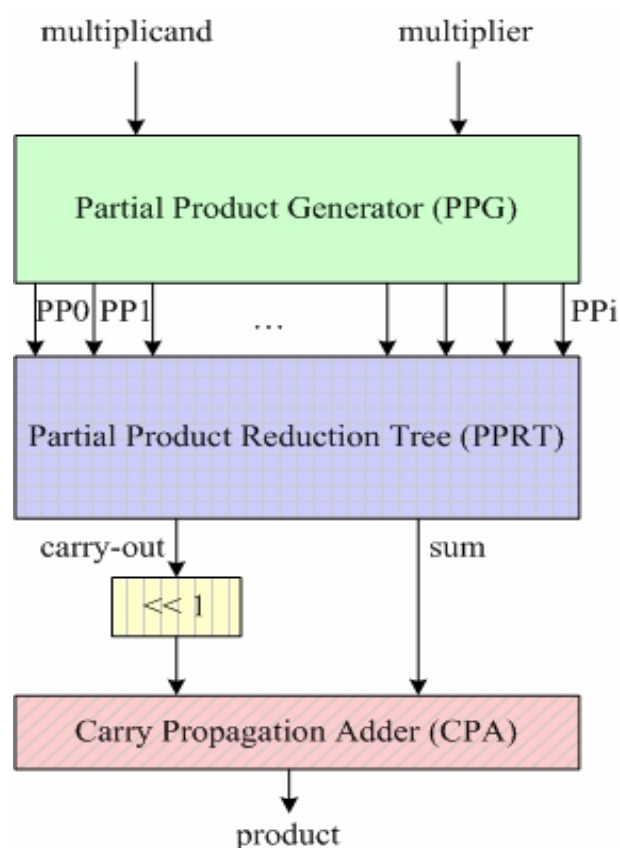 multiplicand multiplier
Partial Product Generator (PPG)
PP0 PP1 ... PPi
Partial Product Reduction Tree (PPRT)
carry-out sum
<< 1
Carry Propagation Adder (CPA)
product